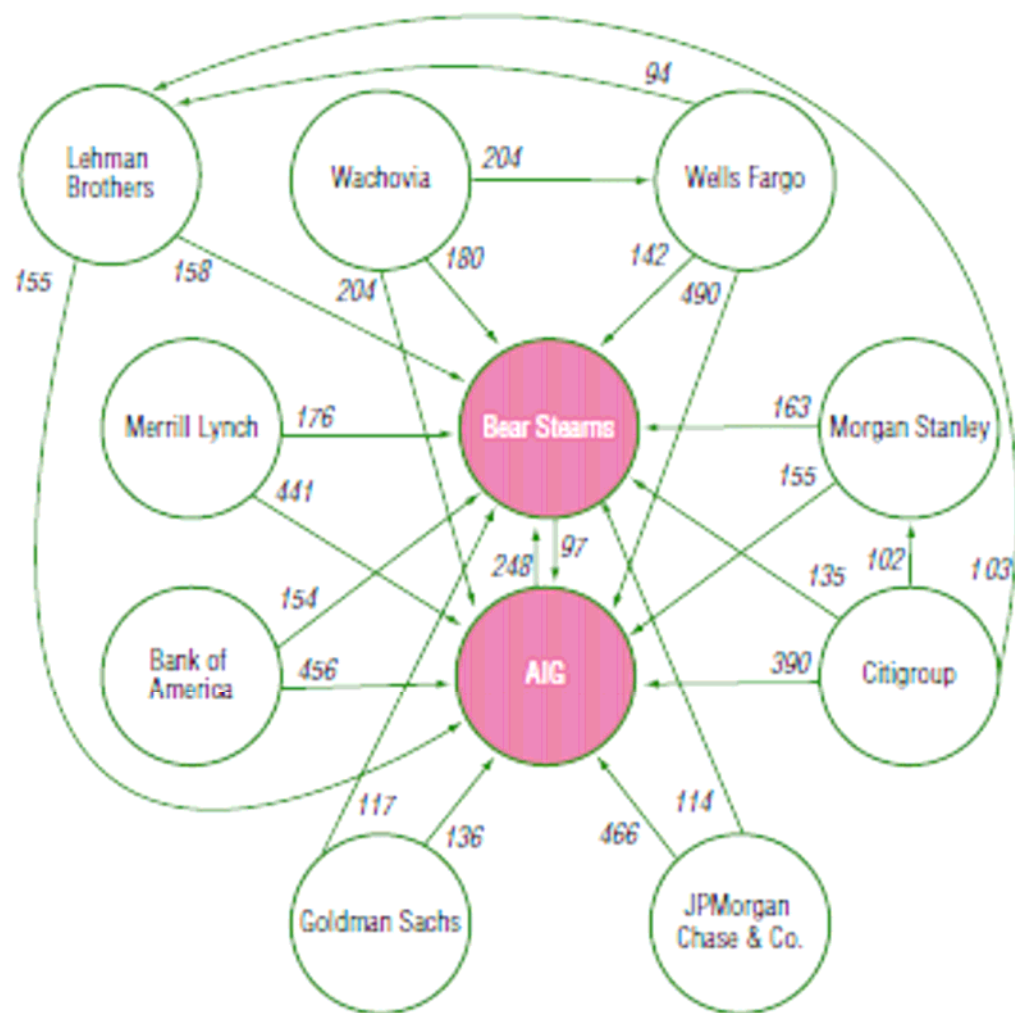 94
Lehman
Brothers
Wachovia
204
Wells Fargo
155
158
204
180
142
490
Merrill Lynch
176
Bear Stearns
163
Morgan Stanley
441
155
248
97
154
135
102
103
Bank of
America
456
AIG
390
Citigroup
117
136
466
114
Goldman Sachs
JPMorgan
Chase & Co.